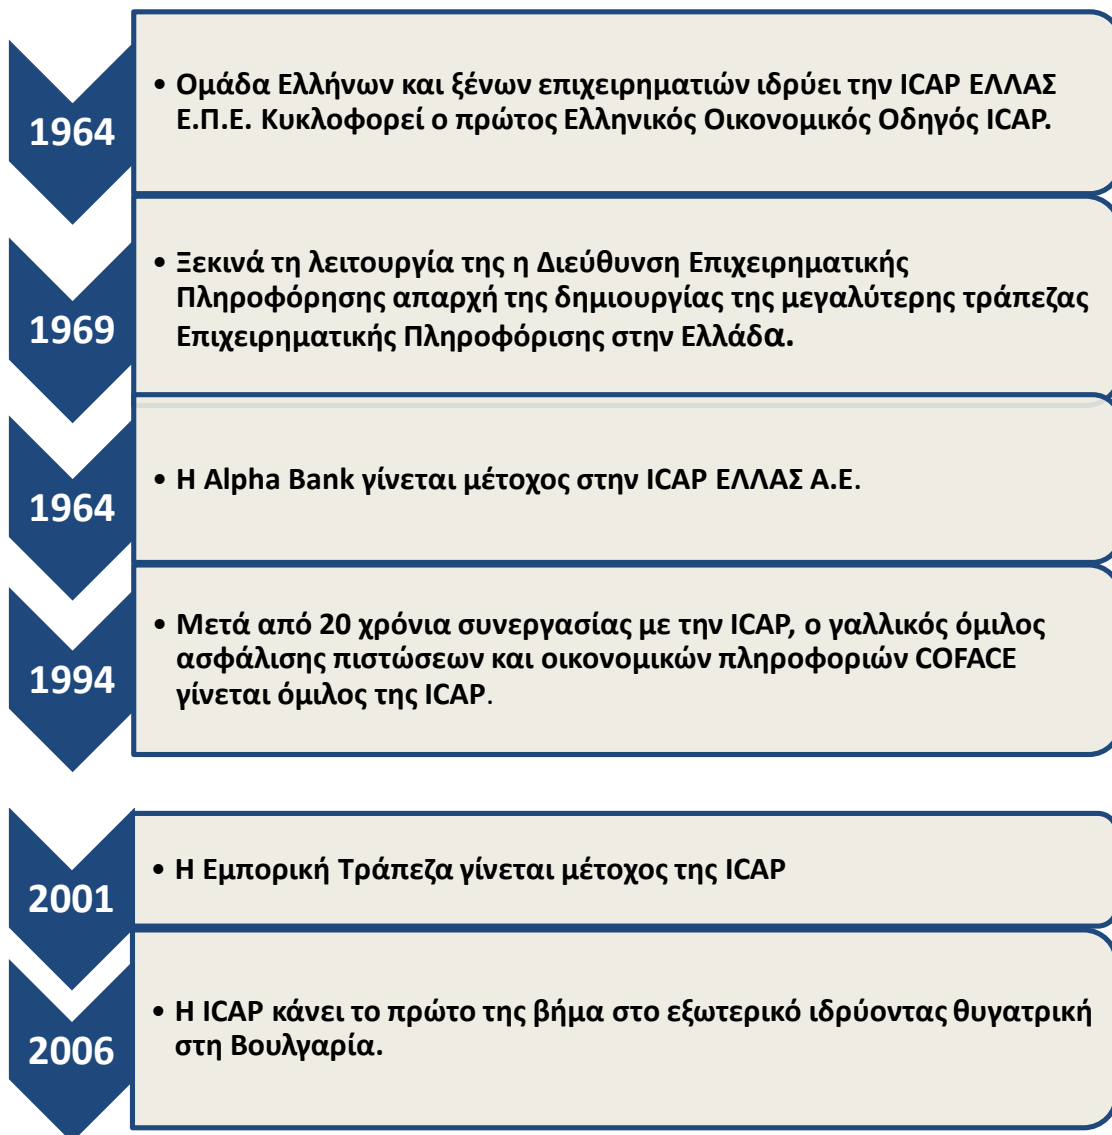 1964
• Ομάδα Ελλήνων και ξένων επιχειρηματιών ιδρύει την ICAP ΕΛΛΑΣ
Ε.Π.Ε. Κυκλοφορεί ο πρώτος Ελληνικός Οικονομικός Οδηγός ICAP.
1969
• Ξεκινά τη λειτουργία της η Διεύθυνση Επιχειρηματικής
Πληροφόρησης απαρχή της δημιουργίας της μεγαλύτερης τράπεζας
Επιχειρηματικής Πληροφόρισης στην Ελλάδα.
1964
• Η Alpha Bank γίνεται μέτοχος στην ICAP ΕΛΛΑΣ Α.Ε.
1994
• Μετά από 20 χρόνια συνεργασίας με την ICAP, ο γαλλικός όμιλος
ασφάλισης πιστώσεων και οικονομικών πληροφοριών COFACE
γίνεται όμιλος της ICAP.
2001
• Η Εμπορική Τράπεζα γίνεται μέτοχος της ICAP
2006
• Η ICAP κάνει το πρώτο της βήμα στο εξωτερικό ιδρύοντας θυγατρική
στη Βουλγαρία.